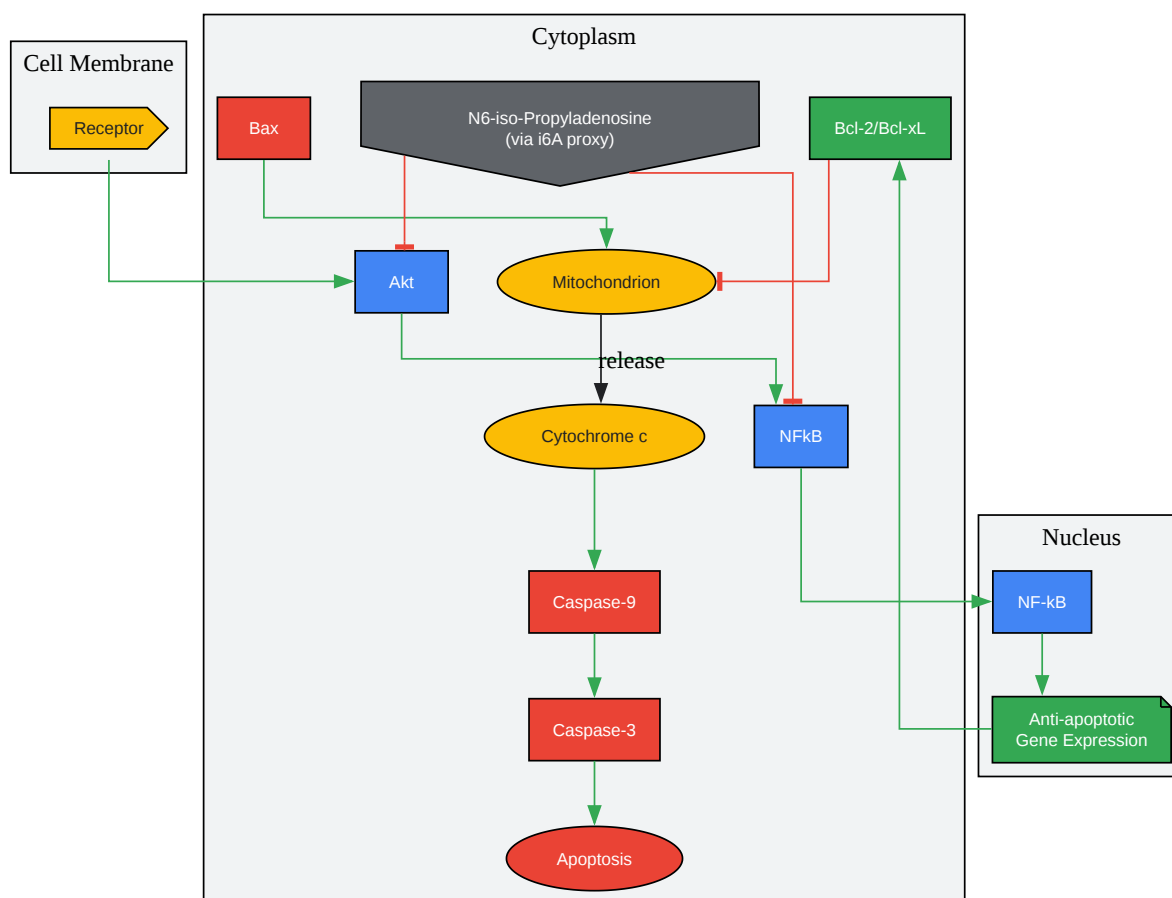 Cytoplasm
Cell Membrane
Receptor
Bax
N6-iso-Propyladenosine
(via i6A proxy)
Bcl-2/Bcl-xL
Akt
Mitochondrion
release
Cytochrome c
NFkB
Nucleus
Caspase-9
NF-kB
Caspase-3
Anti-apoptotic
Gene Expression
Apoptosis